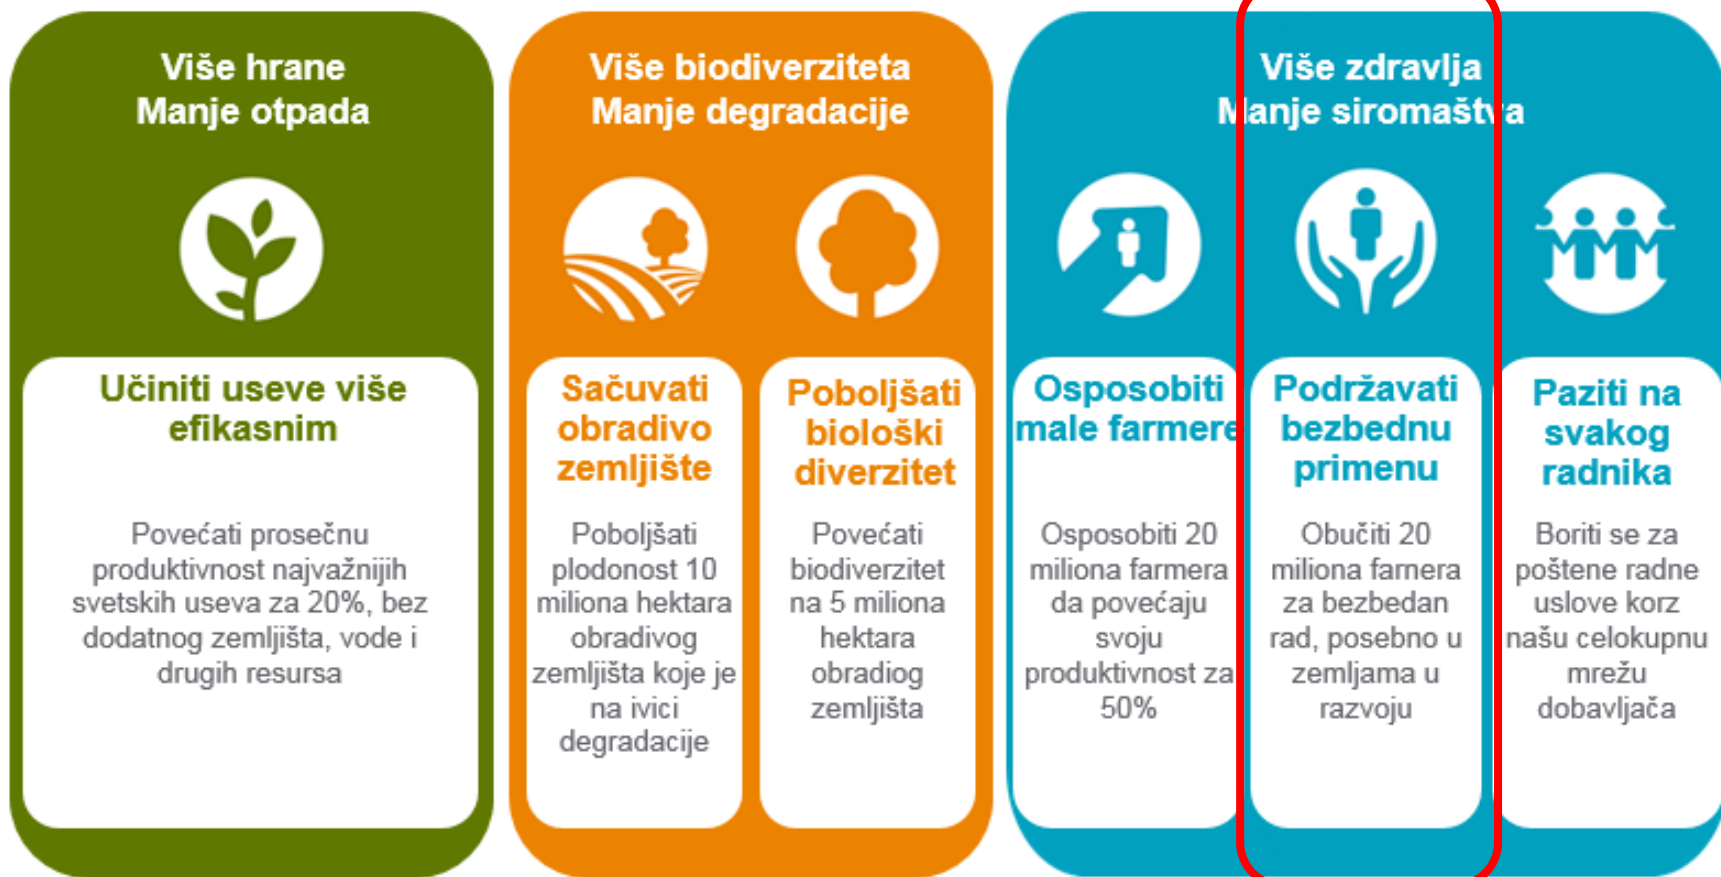 Više hrane
Manje otpada
Učiniti useve više
efikasnim
Povećati prosečnu
produktivnost najvažnijih
svetskih useva za 20%, bez
dodatnog zemljišta, vode i
drugih resursa
Više biodiverziteta
Manje degradacije
Sačuvati
obradivo
zemljište
Poboljšati
plodonost 10
miliona hektara
obradivog
zemljišta koje je
na ivici
degradacije
Poboljšati
biološki
diverzitet
Povećati
biodiverzitet
na 5 miliona
hektara
obradiog
zemljišta
Više zdravlja
Manje siromaštva
Osposobiti
male farmere
Osposobiti 20
miliona farmera
da povećaju
svoju
produktivnost za
50%
Podržavati
bezbednu
primenu
Obučiti 20
miliona farnera
za bezbedan
rad, posebno u
zemljama u
razvoju
Paziti na
svakog
radnika
Boriti se za
poštene radne
uslove korz
našu celokupnu
mrežu
dobavljača